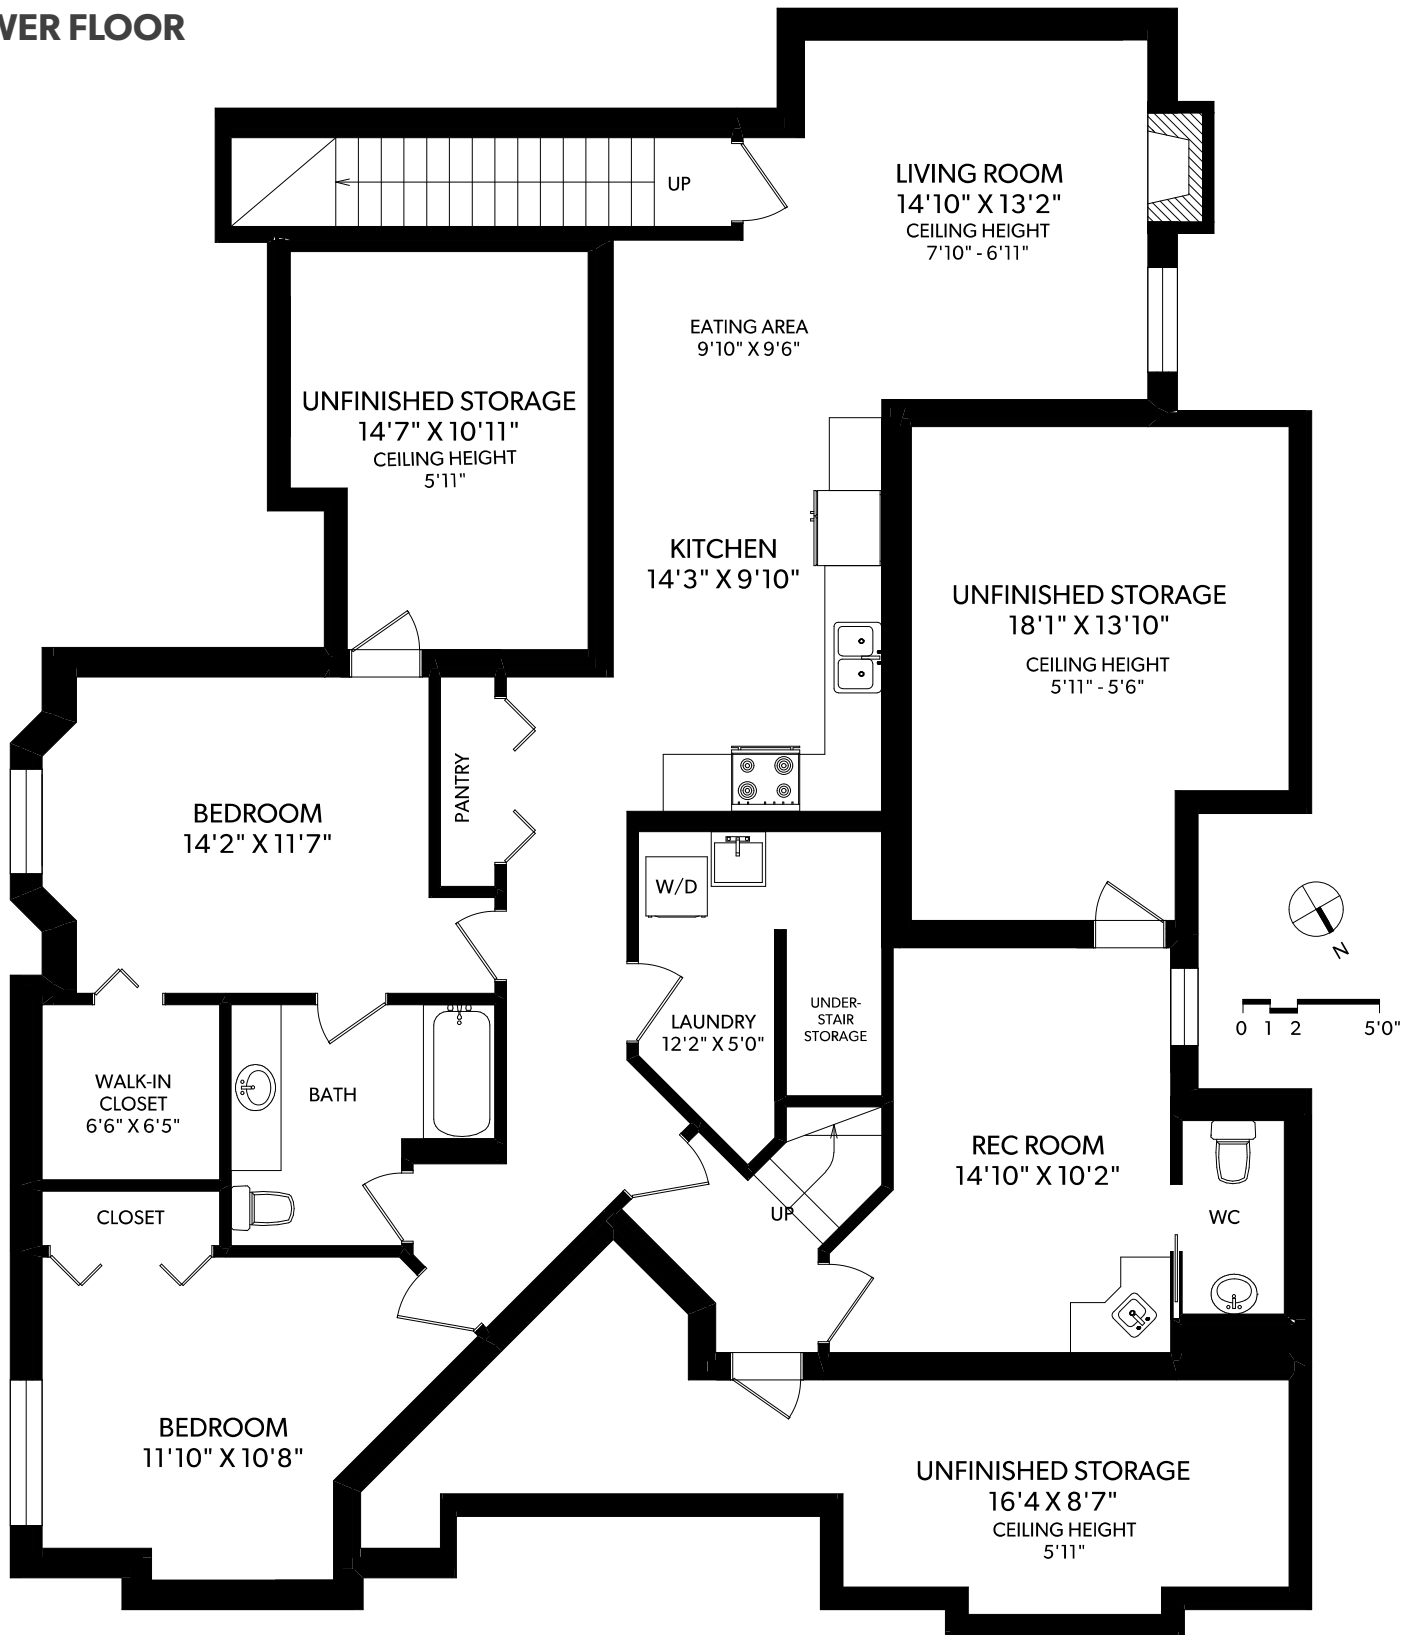 WER FLOOR
UP
LIVING ROOM
14'10" X 13'2"
CEILING HEIGHT
7'10" - 6'11"
EATING AREA
9'10" X 9'6"
UNFINISHED STORAGE
14'7" X 10'11"
CEILING HEIGHT
5'11"
KITCHEN
14'3" X 9'10"
UNFINISHED STORAGE
18'1" X 13'10"
CEILING HEIGHT
5'11" - 5'6"
BEDROOM
14'2" X 11'7"
PANTRY
W/D
LAUNDRY
12'2" X 5'0"
UNDER-
STAIR
STORAGE
N
0 1 2 5'0"
WALK-IN
CLOSET
6'6" X 6'5"
BATH
REC ROOM
14'10" X 10'2"
CLOSET
UP
WC
BEDROOM
11'10" X 10'8"
UNFINISHED STORAGE
16'4 X 8'7"
CEILING HEIGHT
5'11"